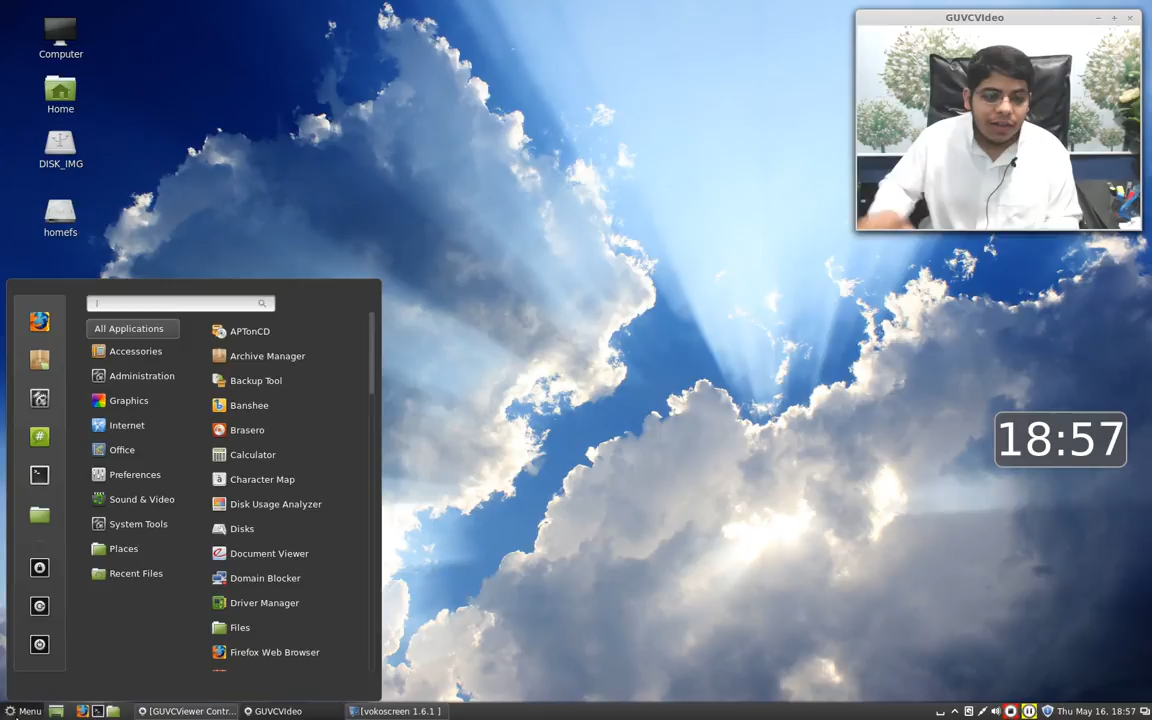 Computer
Home
DISK_IMG
homefs
GUVCVIdeo
All Applications
Accessories
Administration
Graphics
Internet
Office
Preferences
Sound & Video
System Tools
Places
Recent Files
APTonCD
Archive Manager
Backup Tool
Banshee
Brasero
Calculator
Character Map
Disk Usage Analyzer
Disks
Document Viewer
Domain Blocker
Driver Manager
Files
Firefox Web Browser
18:57
Menu
[GUVCViewer Contr...
GUVCVIdeo
[vokoscreen 1.6.1 ]
Thu May 16, 18:57